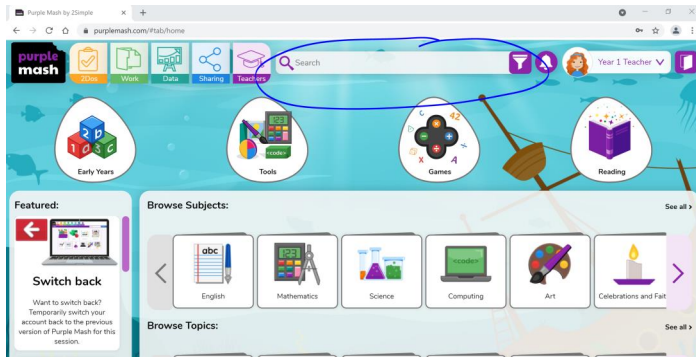 Purple Mash by 2Simple
purplemash.com/#tab/home
purple
mash
2Dos
Work
Data
Sharing
Teachers
Search
Year 1 Teacher
Early Years
Tools
Games
Reading
Featured:
Switch back
Want to switch back?
Temporarily switch your
account back to the previous
version of Purple Mash for this
session.
Browse Subjects:
See all >
abc
English
123
Mathematics
Science
<code>
Computing
Art
Celebrations and Fait
Browse Topics:
See all >